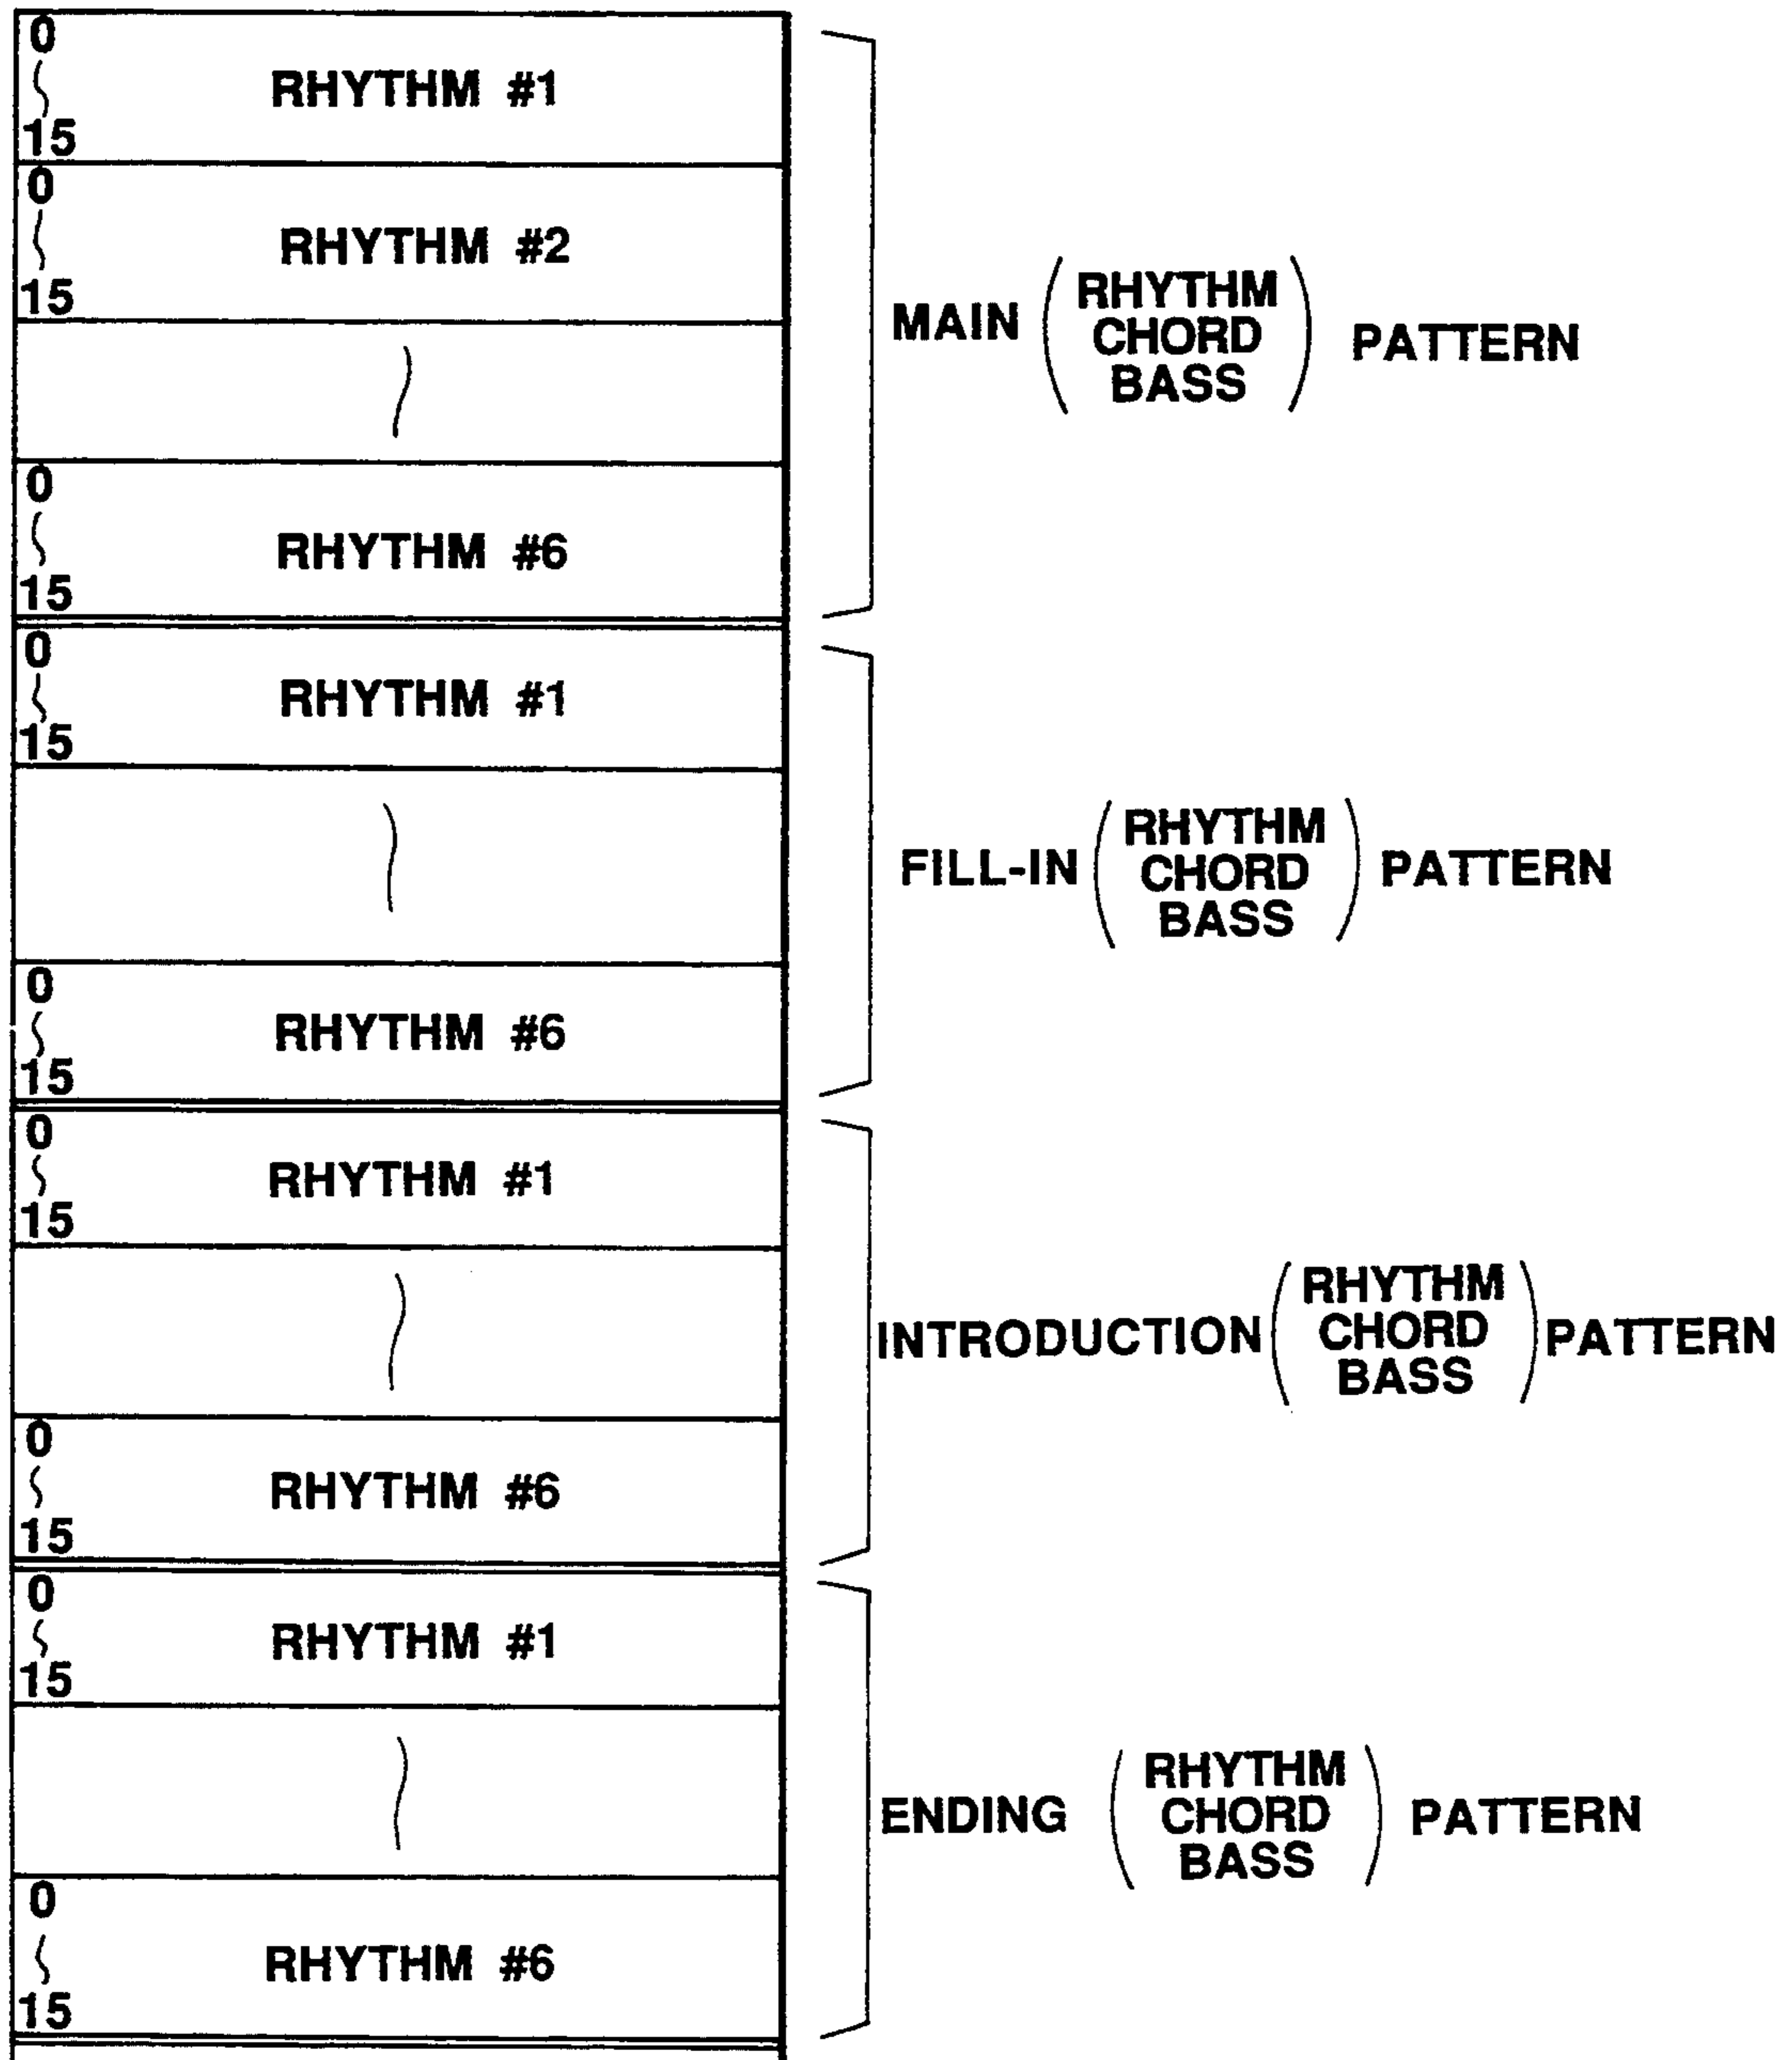 0
RHYTHM #1
15
0
RHYTHM #2
15
0
RHYTHM #6
15
MAIN ( RHYTHM CHORD BASS ) PATTERN
0
RHYTHM #1
15
0
RHYTHM #6
15
FILL-IN ( RHYTHM CHORD BASS ) PATTERN
0
RHYTHM #1
15
0
RHYTHM #6
15
INTRODUCTION ( RHYTHM CHORD BASS ) PATTERN
0
RHYTHM #1
15
0
RHYTHM #6
15
ENDING ( RHYTHM CHORD BASS ) PATTERN